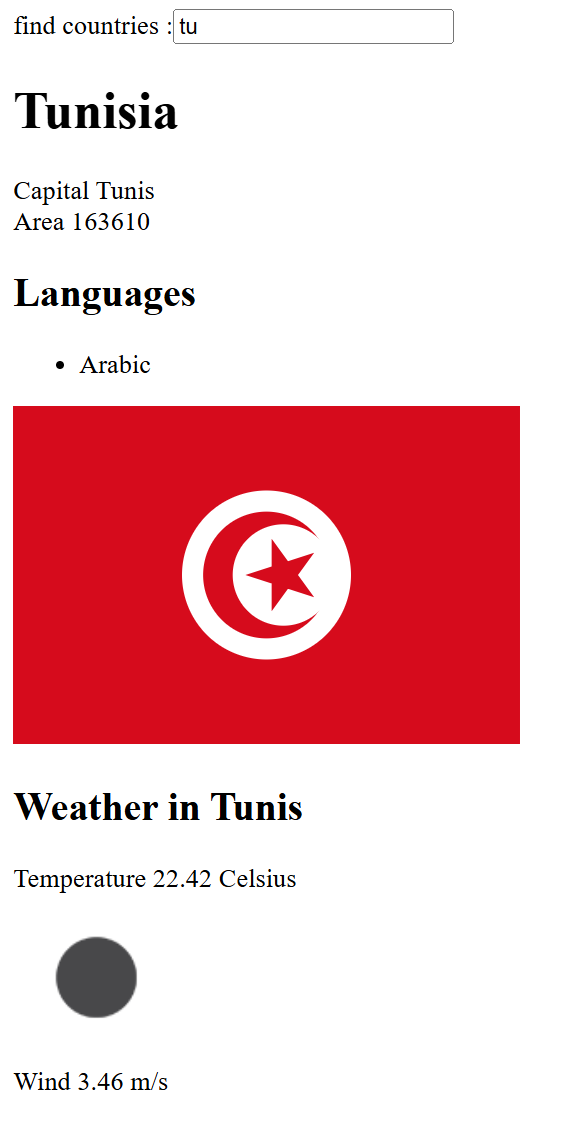 find countries :tu
Tunisia
Capital Tunis
Area 163610
Languages
• Arabic
Weather in Tunis
Temperature 22.42 Celsius
Wind 3.46 m/s